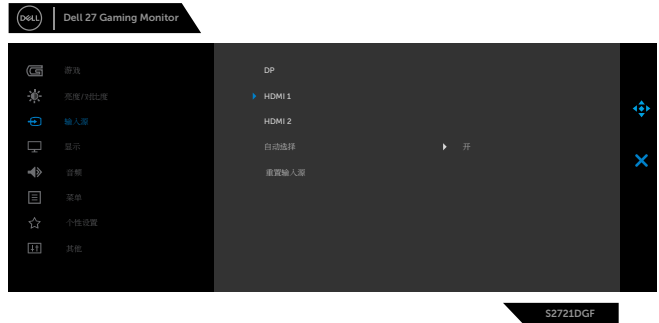 DELL
Dell 27 Gaming Monitor
游戏
亮度/对比度
输入源
显示
音频
菜单
个性设置
其他
DP
HDMI 1
HDMI 2
自动选择 开
重置输入源
S2721DGF